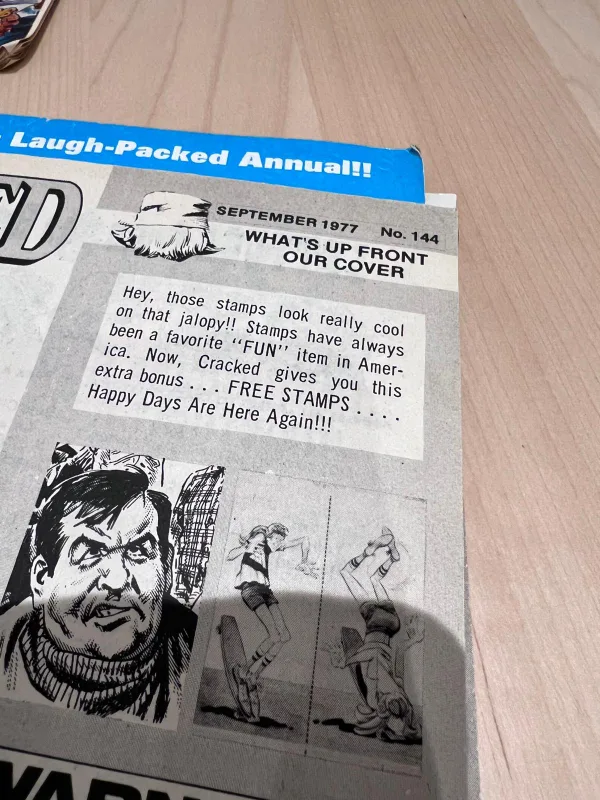 Laugh-Packed Annual!!
ED
SEPTEMBER 1977 No. 144
WHAT'S UP FRONT
OUR COVER
Hey, those stamps look really cool
on that jalopy!! Stamps have always
been a favorite "FUN" item in Amer-
ica. Now, Cracked gives you this
extra bonus . . . FREE STAMPS . . . .
Happy Days Are Here Again!!!
WARN